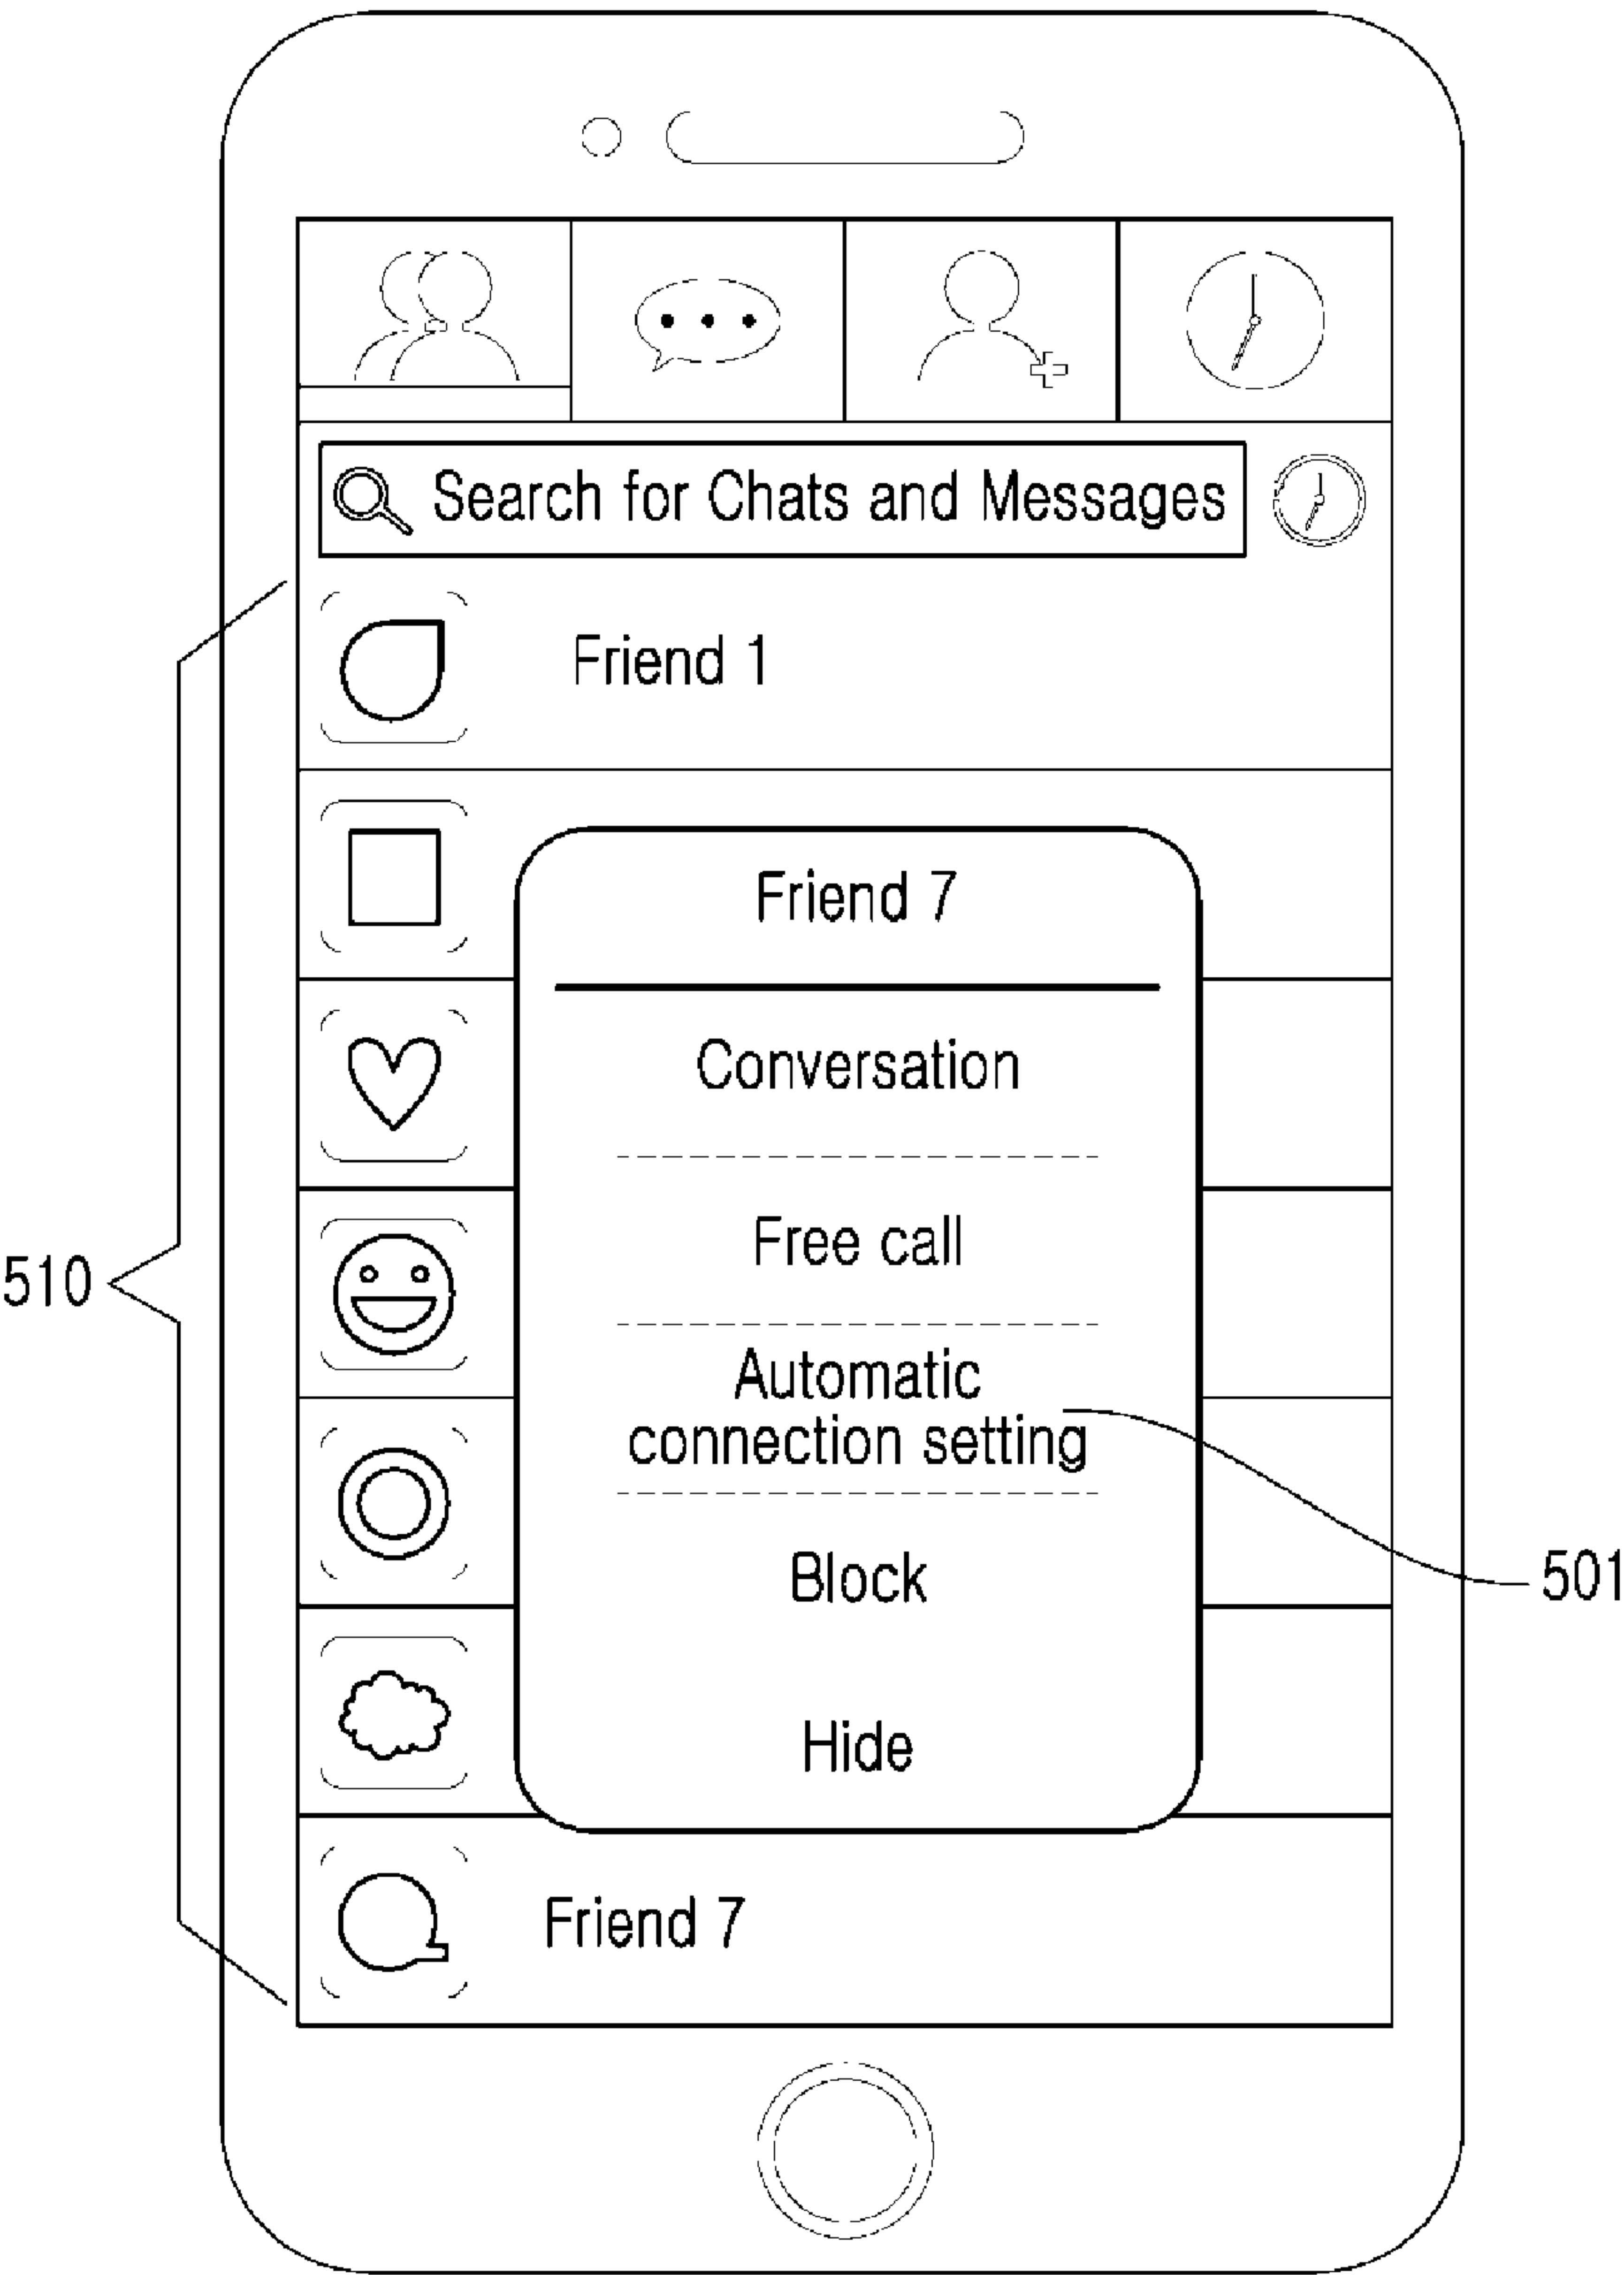 Search for Chats and Messages
Friend 1
Friend 7
Conversation
Free call
510
Automatic
connection setting
Block
501
Hide
Friend 7